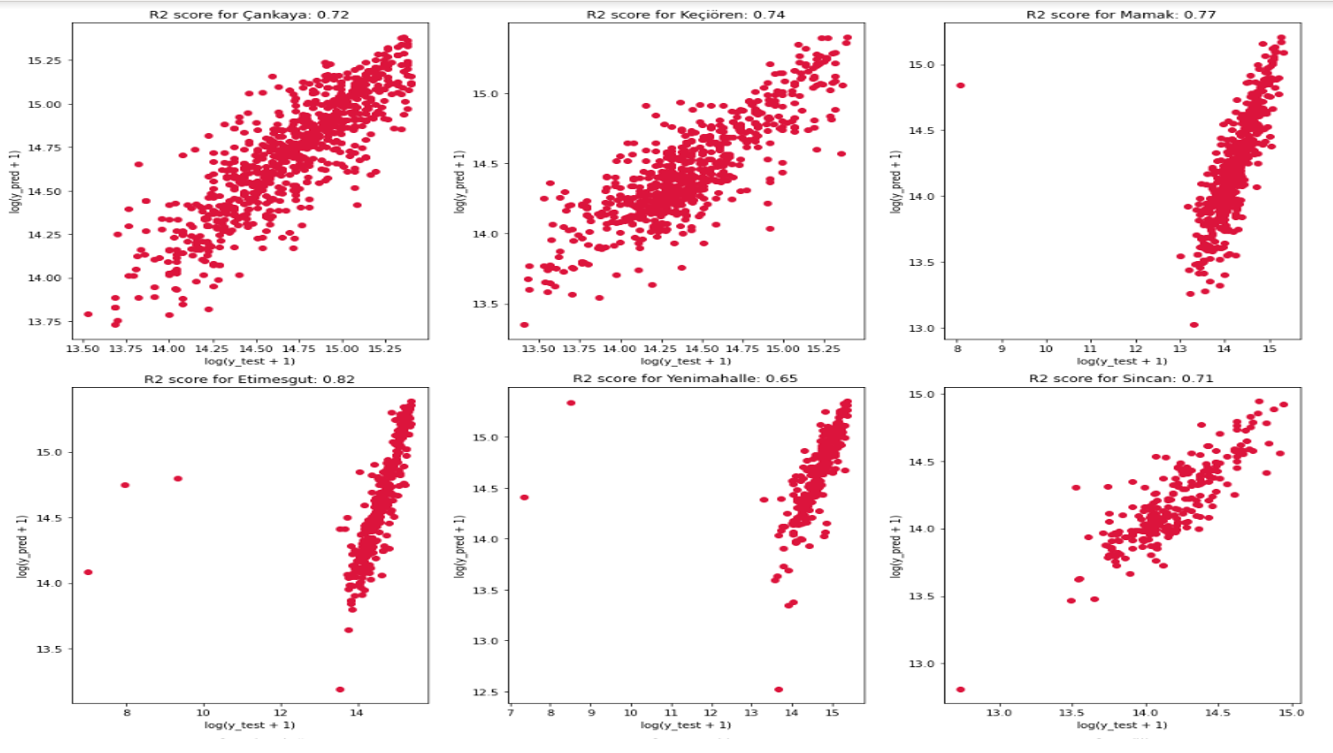 R2 score for Çankaya: 0.72
15.25
15.00
14.75
14.50
14.25
14.00
13.75
log(y_pred + 1)
13.50 13.75 14.00 14.25 14.50 14.75 15.00 15.25
log(y_test + 1)
R2 score for Keçiören: 0.74
15.0
14.5
14.0
13.5
log(y_pred + 1)
13.50 13.75 14.00 14.25 14.50 14.75 15.00 15.25
log(y_test + 1)
R2 score for Mamak: 0.77
15.0
14.5
14.0
13.5
13.0
log(y_pred + 1)
8 9 10 11 12 13 14 15
log(y_test + 1)
R2 score for Etimesgut: 0.82
15.0
14.5
14.0
13.5
log(y_pred + 1)
8 10 12 14
log(y_test + 1)
R2 score for Yenimahalle: 0.65
15.0
14.5
14.0
13.5
13.0
12.5
log(y_pred + 1)
7 8 9 10 11 12 13 14 15
log(y_test + 1)
R2 score for Sincan: 0.71
15.0
14.5
14.0
13.5
13.0
log(y_pred + 1)
13.0 13.5 14.0 14.5 15.0
log(y_test + 1)